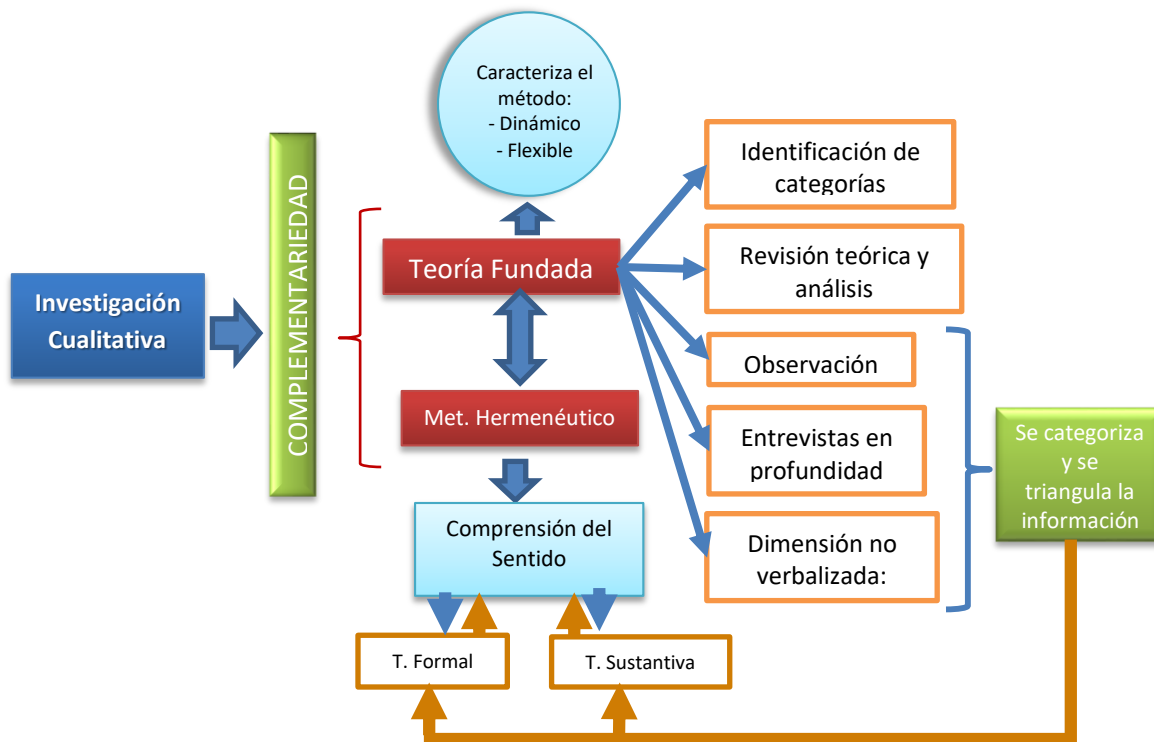 Caracteriza el
método:
- Dinámico
- Flexible
Identificación de
categorías
COMPLEMENTARIEDAD
Teoría Fundada
Revisión teórica y
análisis
Investigación
Cualitativa
Observación
Met. Hermenéutico
Entrevistas en
profundidad
Se categoriza
y se
triangula la
información
Comprensión del
Sentido
Dimensión no
verbalizada:
T. Formal
T. Sustantiva